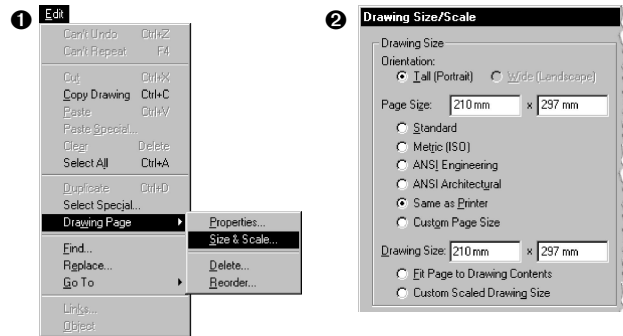 ❶
Edit
Can't Undo Ctrl+Z
Can't Repeat F4
Cut Ctrl+X
Copy Drawing Ctrl+C
Paste Ctrl+V
Paste Special...
Clear Delete
Select All Ctrl+A
Duplicate Ctrl+D
Select Special...
Drawing Page
Find...
Replace...
Go To
Links...
Object
Properties...
Size & Scale...
Delete...
Reorder...
❷
Drawing Size/Scale
Drawing Size
Orientation:
Tall (Portrait) Wide (Landscape)
Page Size: 210 mm x 297 mm
Standard
Metric (ISO)
ANSI Engineering
ANSI Architectural
Same as Printer
Custom Page Size
Drawing Size: 210 mm x 297 mm
Fit Page to Drawing Contents
Custom Scaled Drawing Size